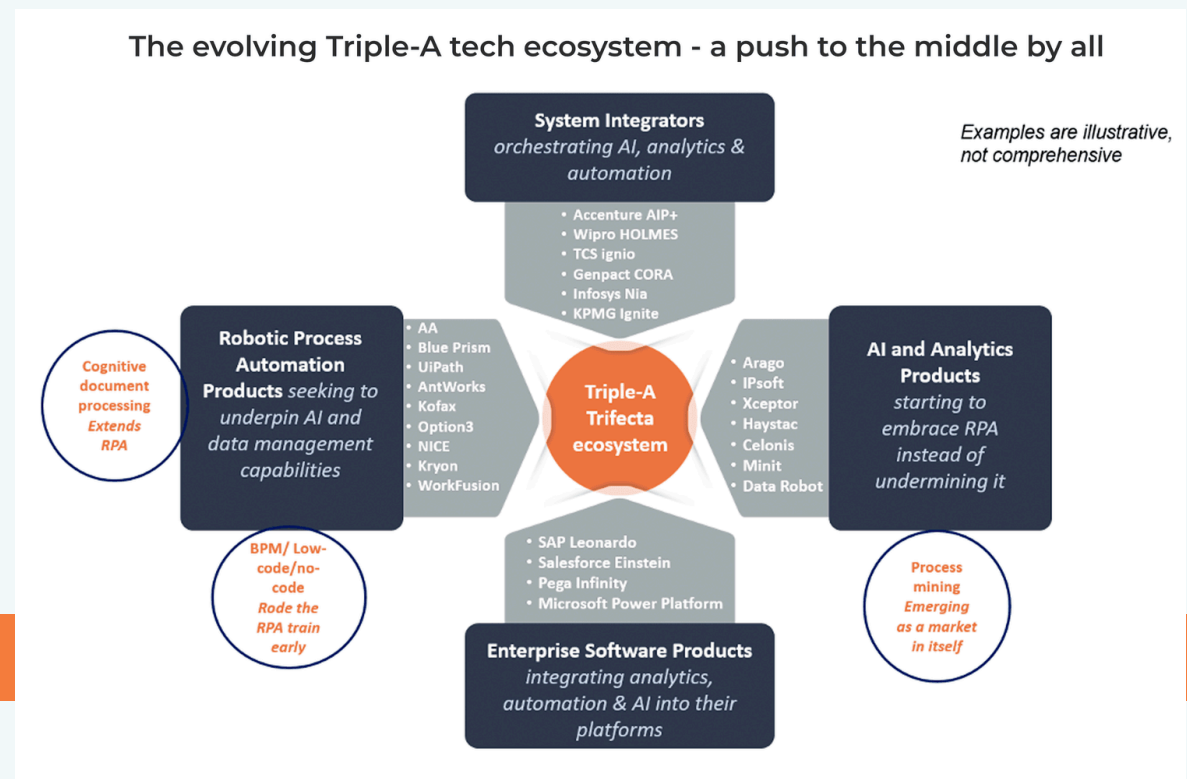 The evolving Triple-A tech ecosystem - a push to the middle by all
Examples are illustrative,
not comprehensive
System Integrators
orchestrating AI, analytics &
automation
• Accenture AIP+
• Wipro HOLMES
• TCS ignio
• Genpact CORA
• Infosys Nia
• KPMG Ignite
Cognitive
document
processing
Extends
RPA
Robotic Process
Automation
Products seeking to
underpin AI and
data management
capabilities
• AA
• Blue Prism
• UiPath
• AntWorks
• Kofax
• Option3
• NICE
• Kryon
• WorkFusion
BPM/ Low-
code/no-
code
Rode the
RPA train
early
Triple-A
Trifecta
ecosystem
• Arago
• IPsoft
• Xceptor
• Haystac
• Celonis
• Minit
• Data Robot
AI and Analytics
Products
starting to
embrace RPA
instead of
undermining it
Process
mining
Emerging
as a market
in itself
• SAP Leonardo
• Salesforce Einstein
• Pega Infinity
• Microsoft Power Platform
Enterprise Software Products
integrating analytics,
automation & AI into their
platforms